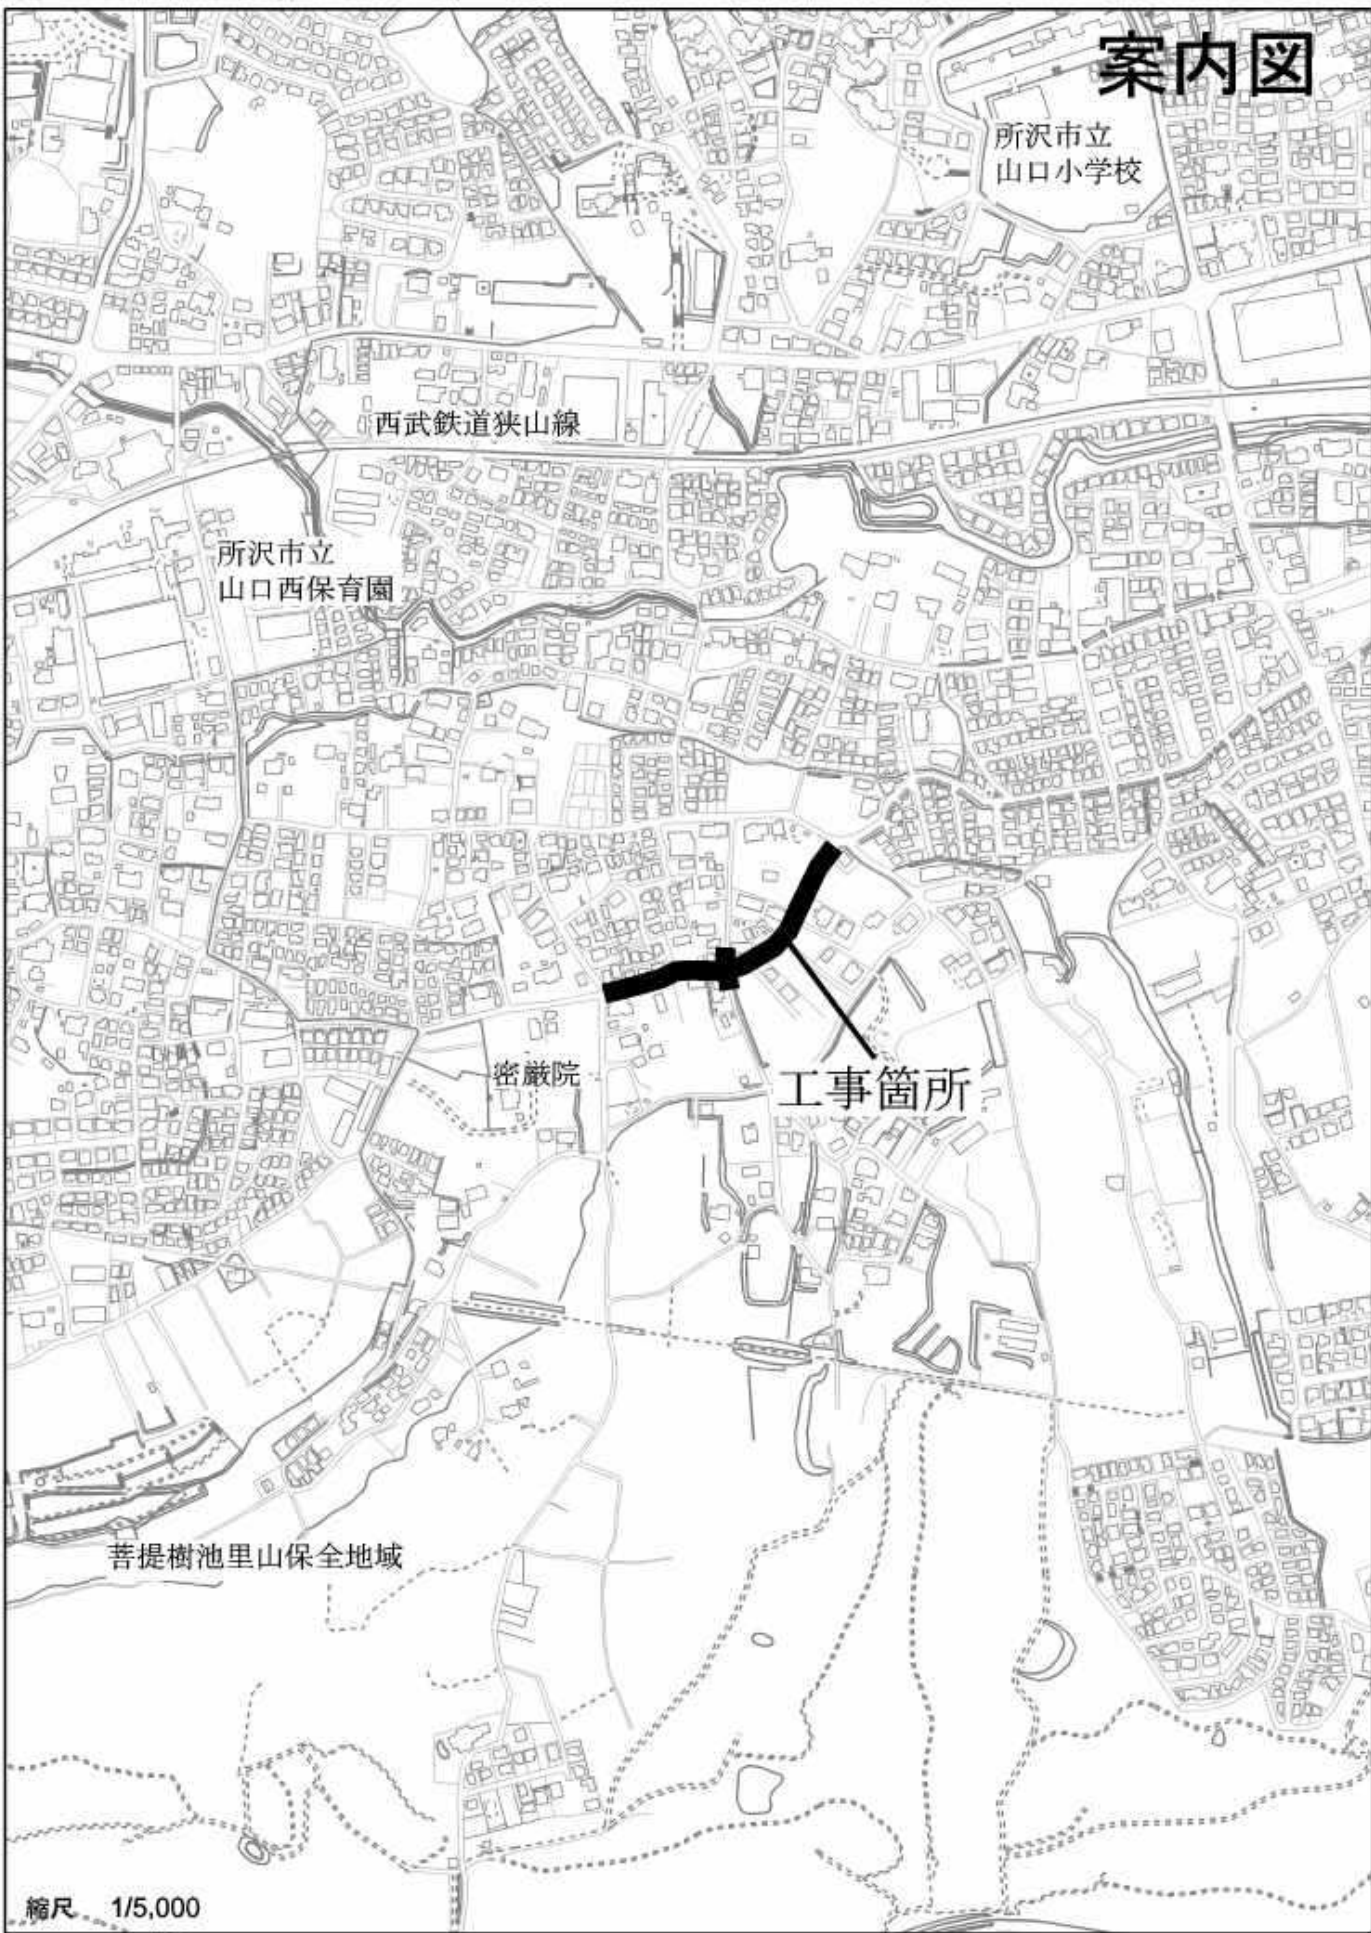 案内図
所沢市立
山口小学校
西武鉄道狭山線
所沢市立
山口西保育園
密厳院
工事箇所
菩提樹池里山保全地域
縮尺 1/5,000